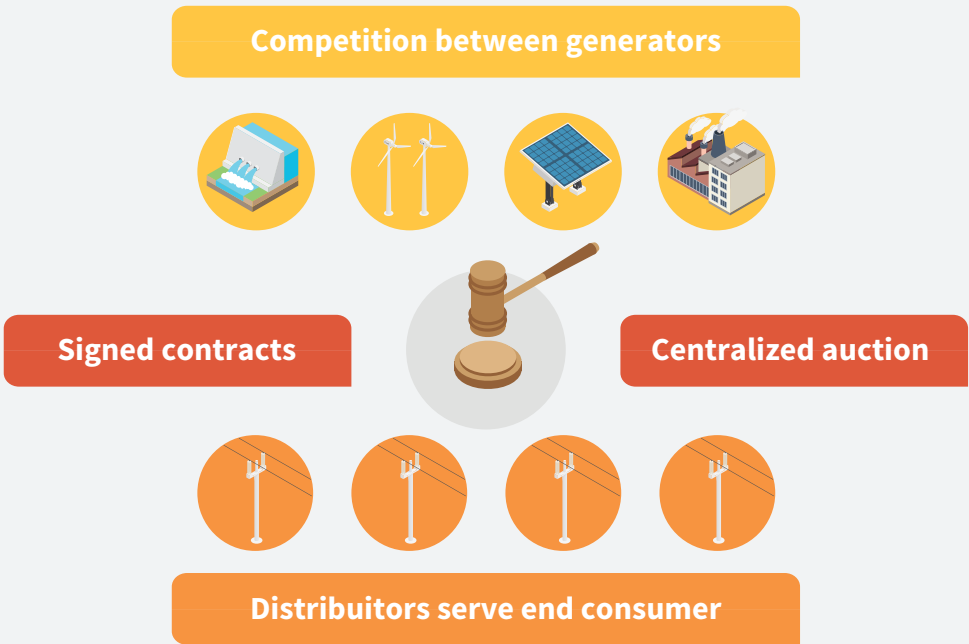 Competition between generators
Signed contracts
Centralized auction
Distribuitors serve end consumer